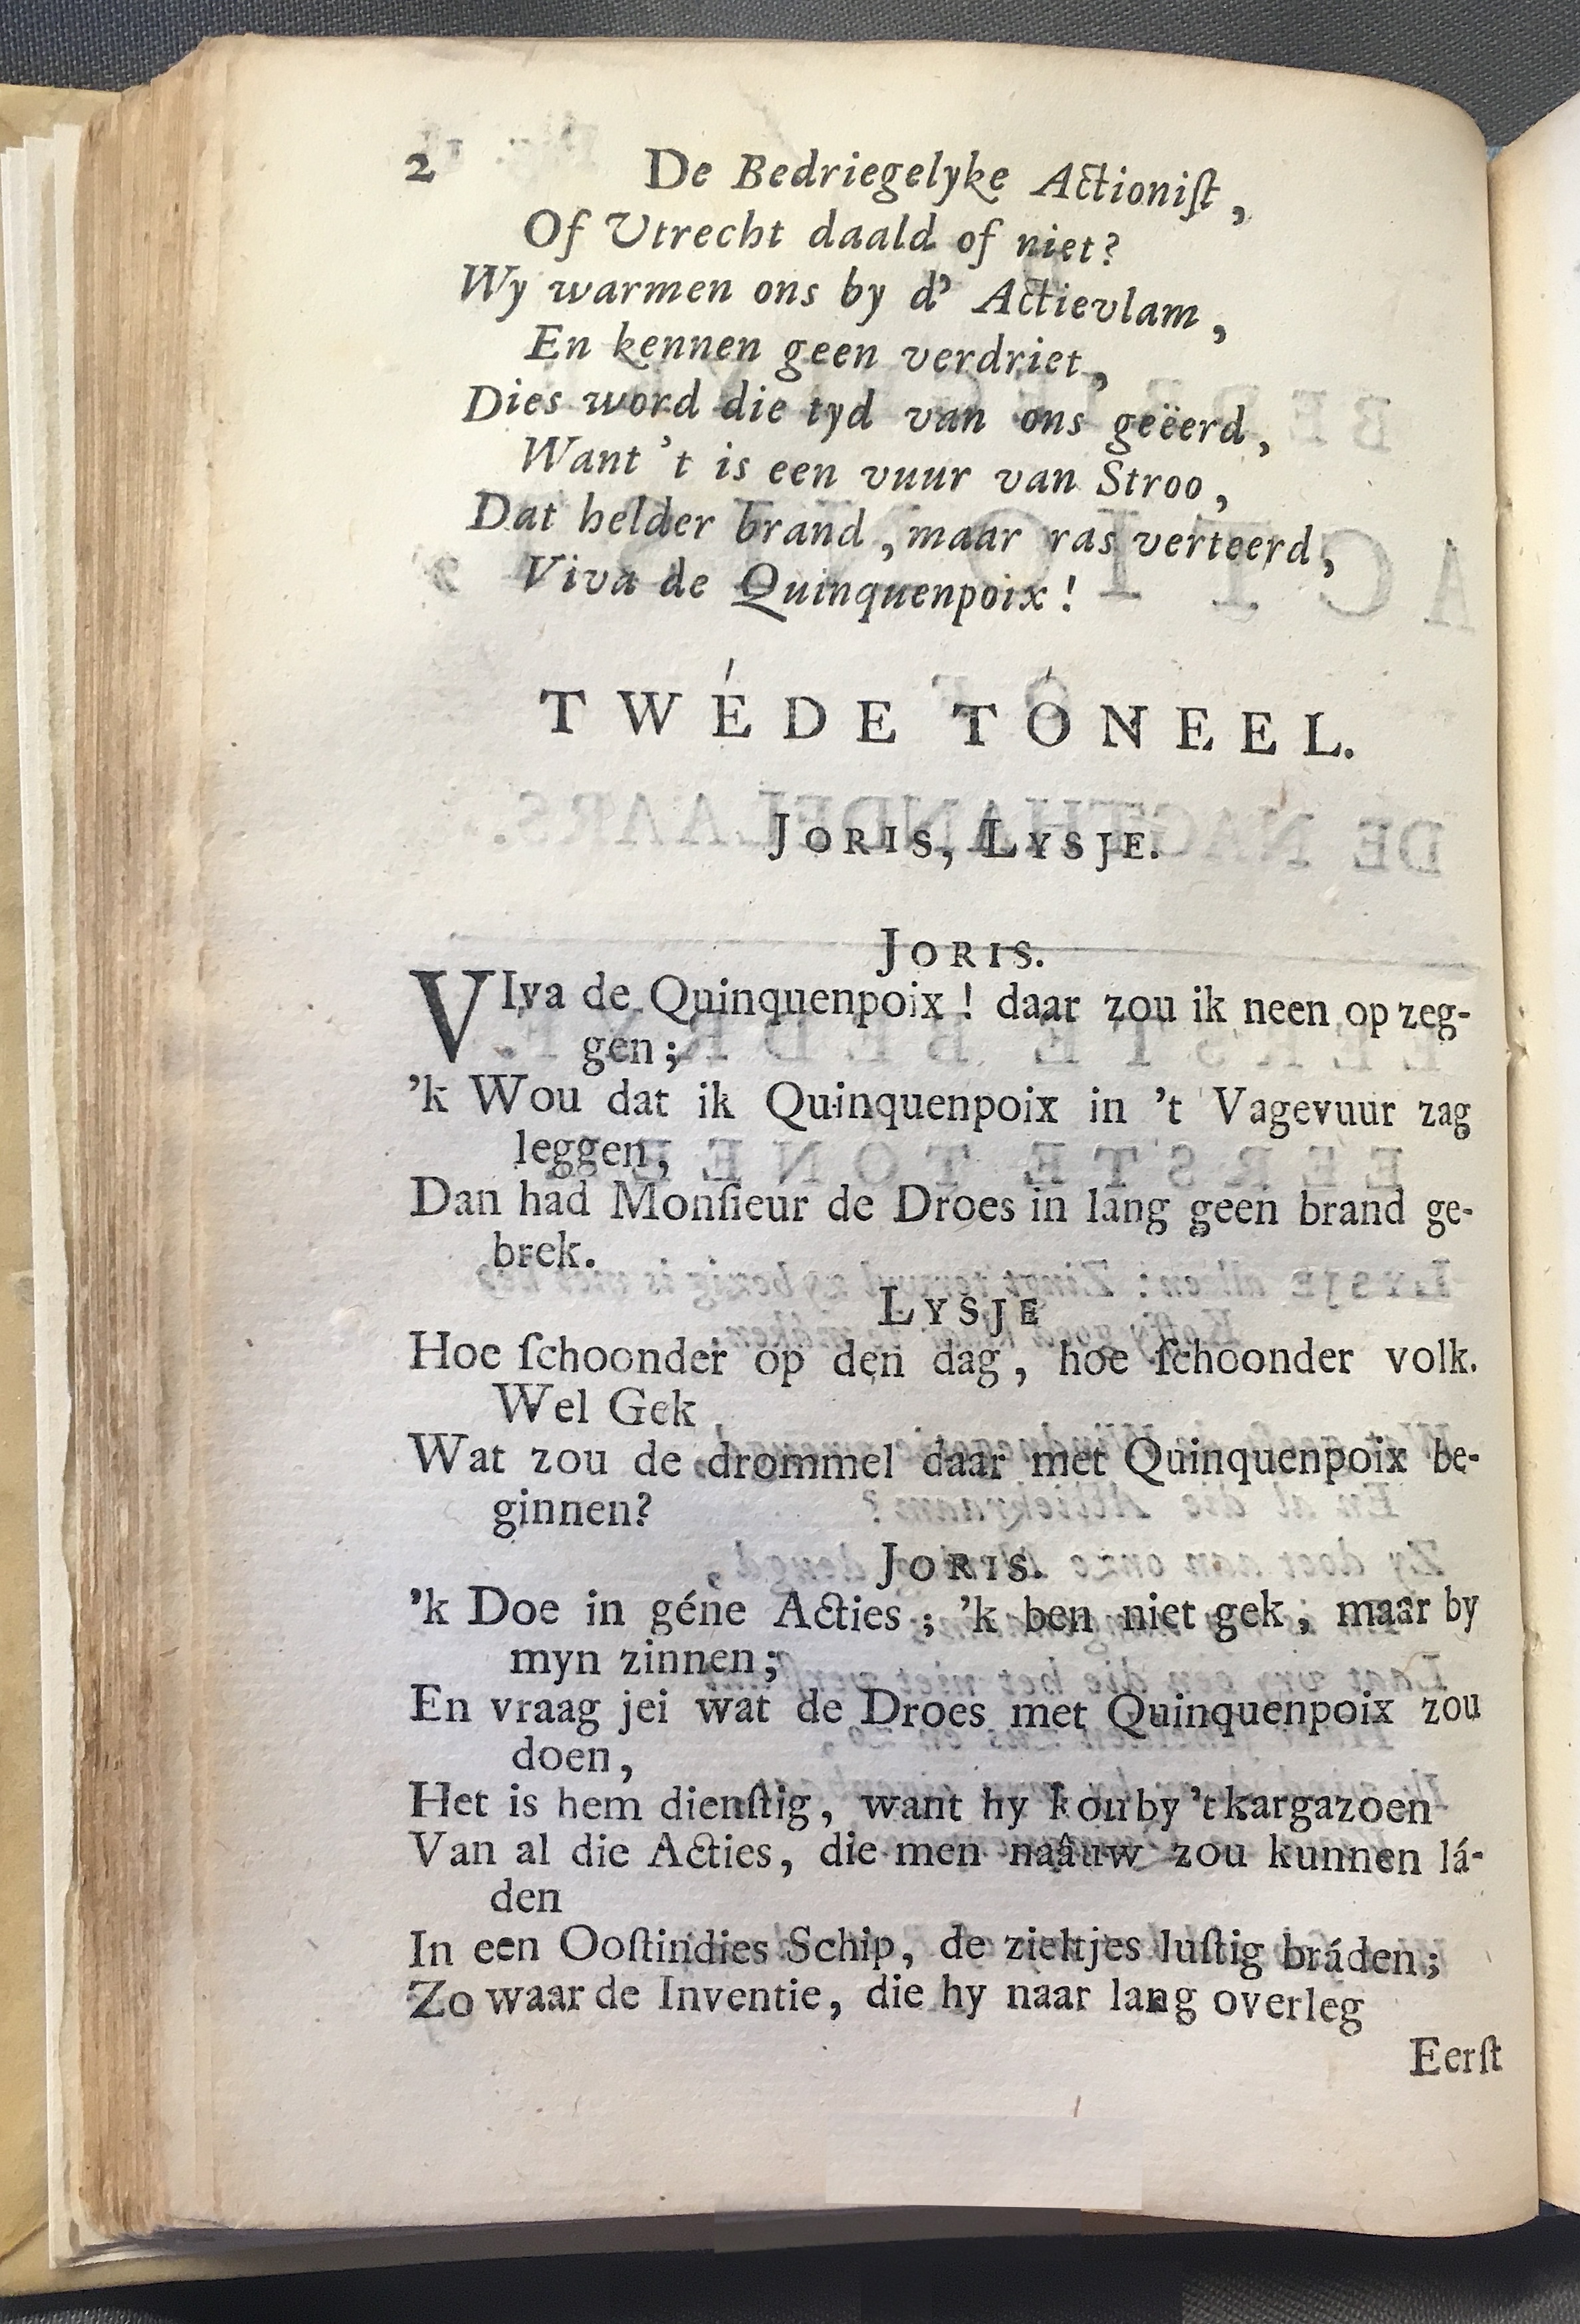 2 De Bedriegelyke Actioniſt,
Of Utrecht daald of niet?
Wy warmen ons by d' Actievlam,
En kennen geen verdriet,
Dies word die tyd van ons geëerd,
Want 't is een vuur van Stroo,
Dat helder brand, maar ras verteerd,
Viva de Quinquenpoix!
TWÉDE TÓNEEL.
JORIS, LYSJE.
JORIS.
VIva de Quinquenpoix! daar zou ik neen op zeg-
gen;
'k Wou dat ik Quinquenpoix in 't Vagevuur zag
leggen,
Dan had Monſieur de Droes in lang geen brand ge-
brek.
LYSJE
Hoe ſchoonder op den dag, hoe ſchoonder volk.
Wel Gek
Wat zou de drommel daar met Quinquenpoix be-
ginnen?
JORIS.
'k Doe in géne Acties; 'k ben niet gek, maar by
myn zinnen;
En vraag jei wat de Droes met Quinquenpoix zou
doen,
Het is hem dienſtig, want hy kon by 't kargazoen
Van al die Acties, die men naâuw zou kunnen lá-
den
In een Ooſtindies Schip, de zieltjes luſtig bráden;
Zo waar de Inventie, die hy naar lang overleg
Eerſt